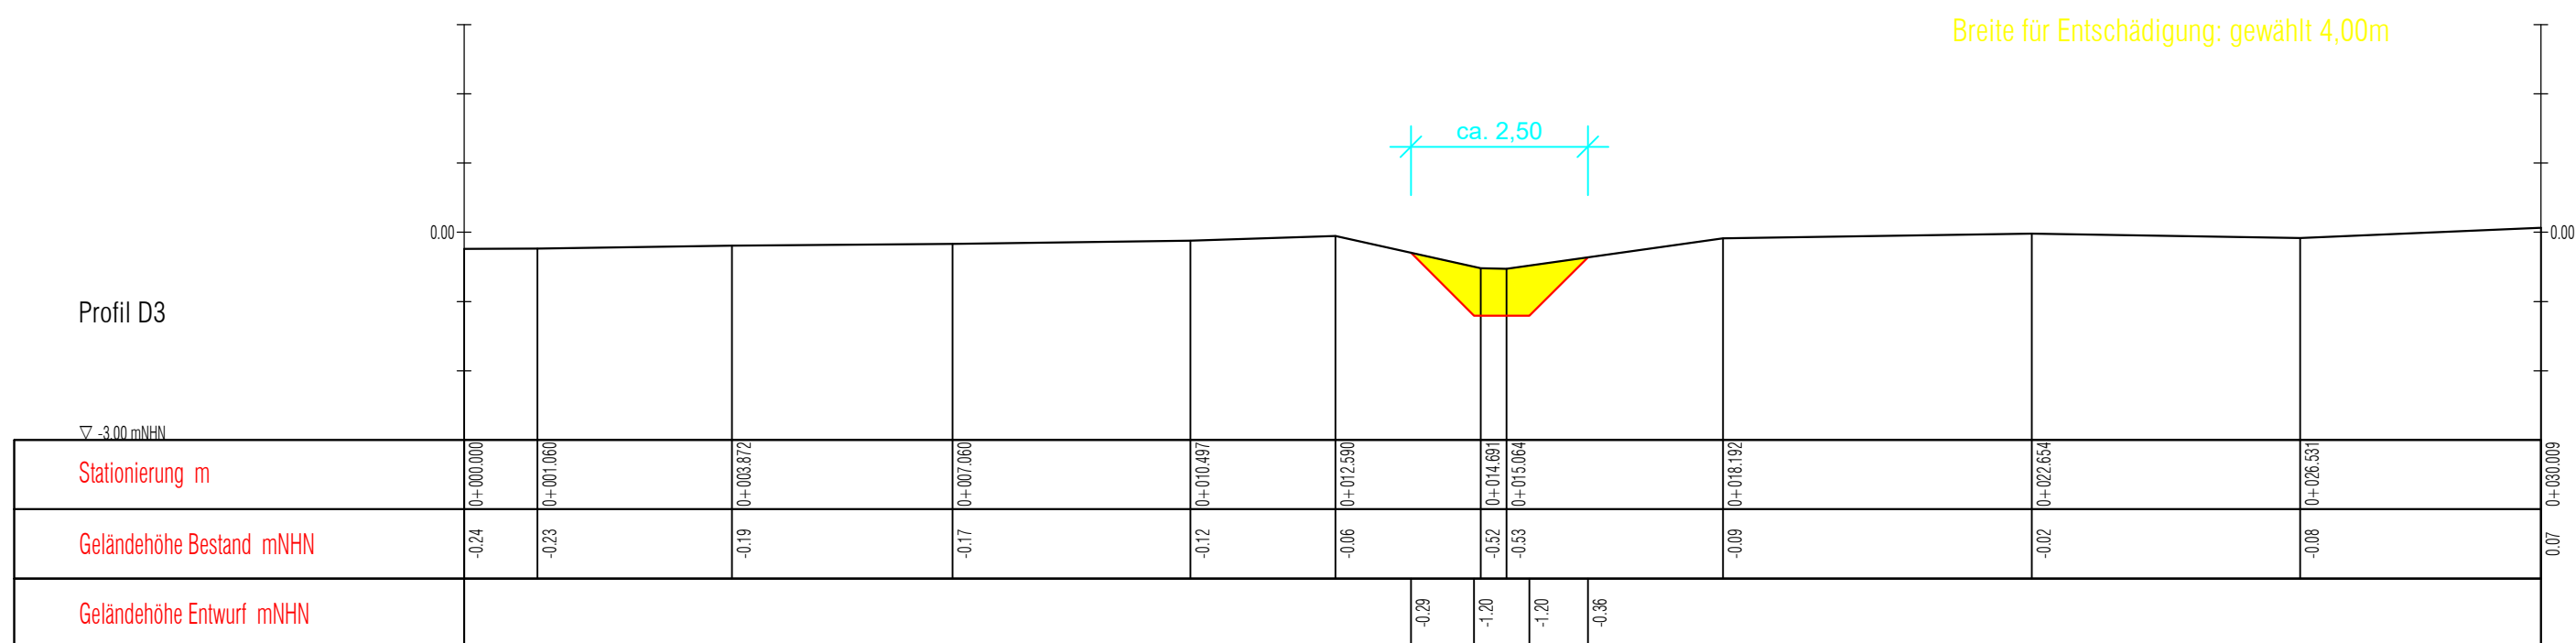 Breite für Entschädigung: gewählt 4,00m
ca. 2,50
0.00
0.00
Profil D3
▽ -3.00 mNHN
Stationierung m
0+000.000 0+001.060 0+003.872 0+007.060 0+010.497 0+012.590 0+014.691 0+015.064 0+018.192 0+022.654 0+026.531 0+030.009
Geländehöhe Bestand mNHN
-0.24 -0.23 -0.19 -0.17 -0.12 -0.06 -0.52 -0.53 -0.09 -0.02 -0.08 0.07
Geländehöhe Entwurf mNHN
-0.29 -1.20 -1.20 -0.36